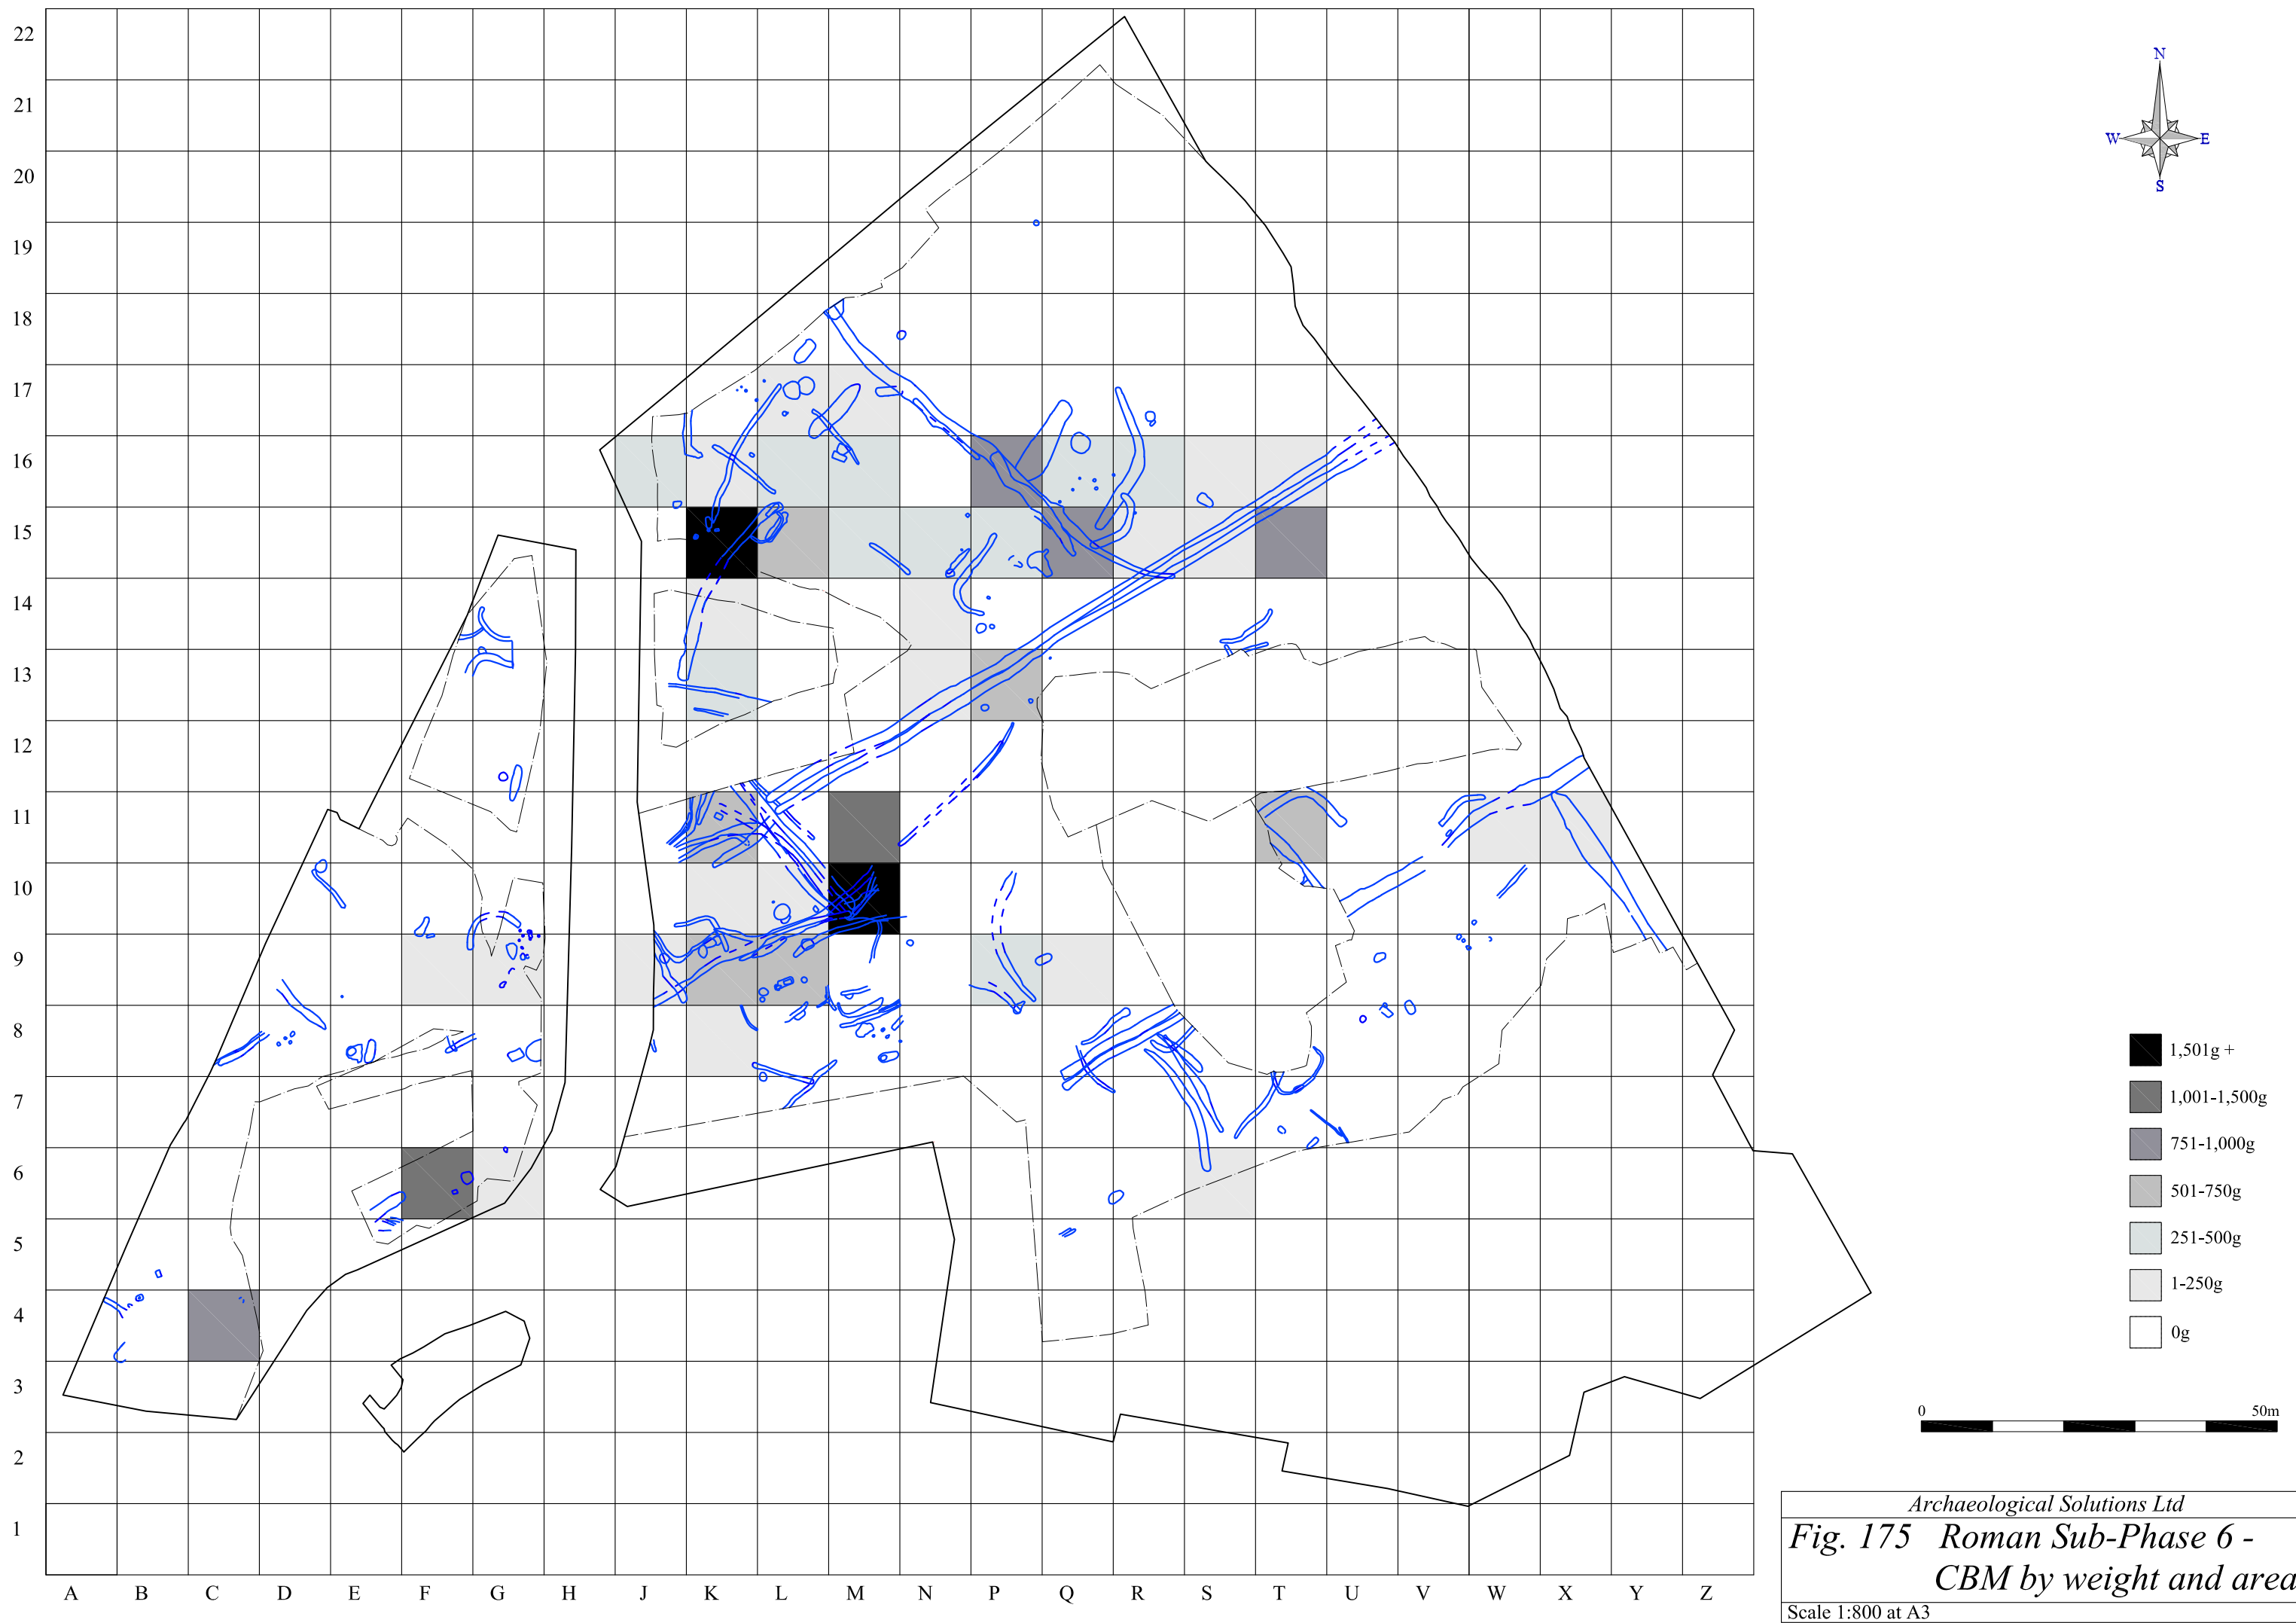 22
21
20
19
18
17
16
15
14
13
12
11
10
9
8
7
6
5
4
3
2
1
A B C D E F G H J K L M N P Q R S T U V W X Y Z
N
W E
S
1,501g +
1,001-1,500g
751-1,000g
501-750g
251-500g
1-250g
0g
0 50m
Archaeological Solutions Ltd
Fig. 175 Roman Sub-Phase 6 -
CBM by weight and area
Scale 1:800 at A3